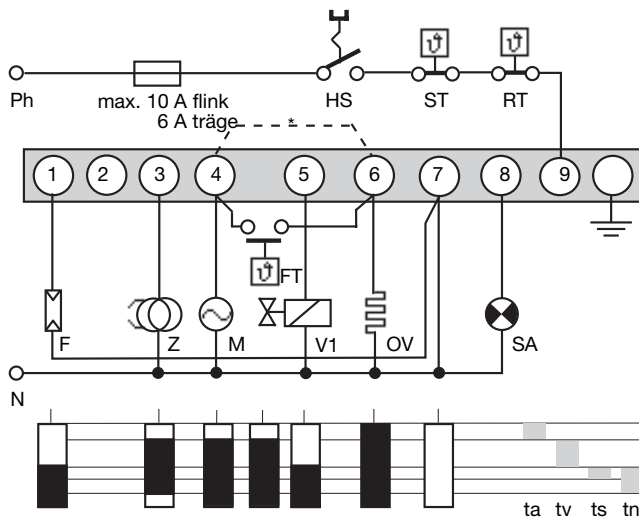 Ph
max. 10 A flink
6 A träge
*
HS
ST
RT
ϑ
ϑ
1 2 3 4 5 6 7 8 9
ϑ
FT
F Z M V1 OV SA
N
ta tv ts tn